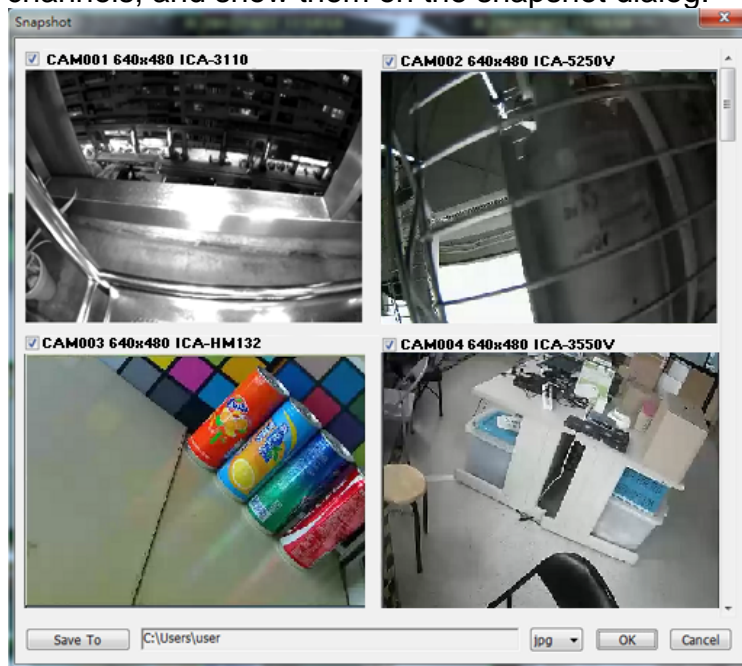 channels, and show them on the snapshot dialog.
Snapshot
CAM001 640x480 ICA-3110
CAM002 640x480 ICA-5250V
CAM003 640x480 ICA-HM132
CAM004 640x480 ICA-3550V
Save To C:\Users\user jpg OK Cancel